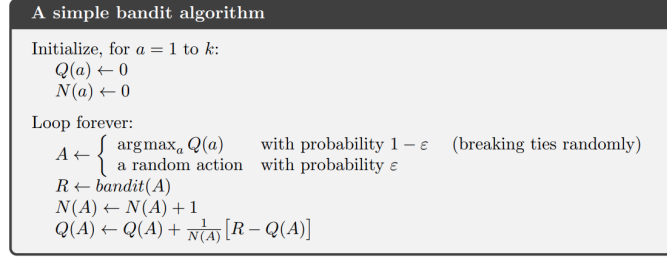 A simple bandit algorithm
Initialize, for a = 1 to k:
Q(a) ← 0
N(a) ← 0
Loop forever:
A ← { argmaxₐ Q(a) with probability 1 − ε (breaking ties randomly)
a random action with probability ε
R ← bandit(A)
N(A) ← N(A) + 1
Q(A) ← Q(A) + 1/N(A) [R − Q(A)]